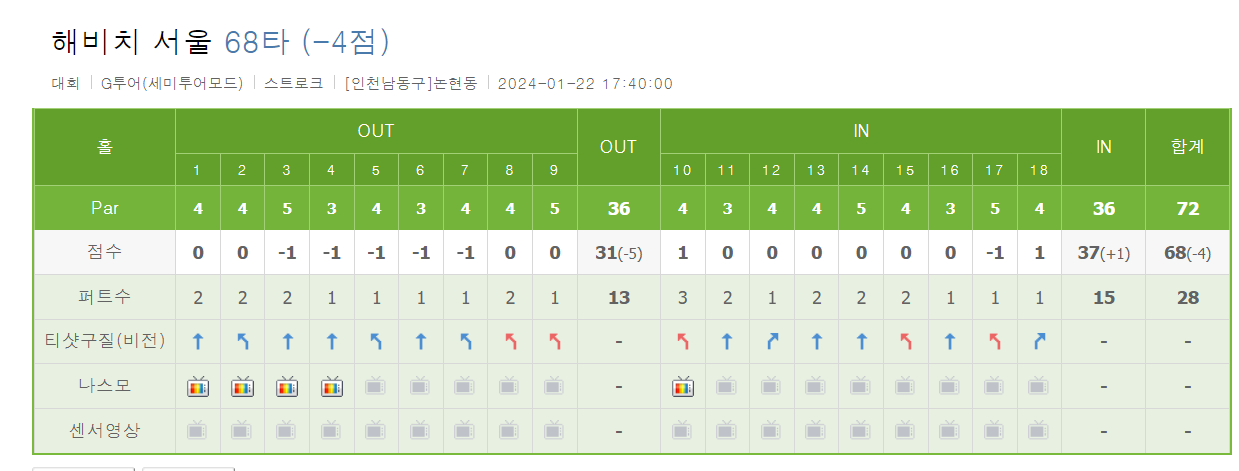 해비치 서울 68타 (-4점)
대회 | G투어(세미투어모드) | 스트로크 | [인천남동구]논현동 | 2024-01-22 17:40:00
홀 OUT OUT IN IN 합계
1 2 3 4 5 6 7 8 9 10 11 12 13 14 15 16 17 18
Par 4 4 5 3 4 3 4 4 5 36 4 3 4 4 5 4 3 5 4 36 72
점수 0 0 -1 -1 -1 -1 -1 0 0 31(-5) 1 0 0 0 0 0 0 -1 1 37(+1) 68(-4)
퍼트수 2 2 2 1 1 1 1 2 1 13 3 2 1 2 2 2 1 1 1 15 28
티샷구질(비전) - - -
나스모 - - -
센서영상 - - -